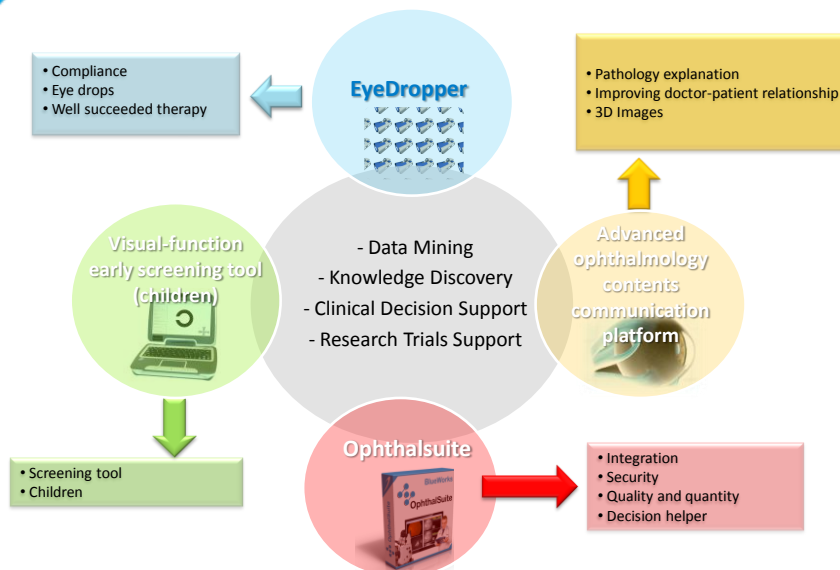 • Compliance
• Eye drops
• Well succeeded therapy
EyeDropper
• Pathology explanation
• Improving doctor-patient relationship
• 3D Images
Visual-function
early screening tool
(children)
- Data Mining
- Knowledge Discovery
- Clinical Decision Support
- Research Trials Support
Advanced
ophthalmology
contents
communication
platform
• Screening tool
• Children
Ophthalsuite
BlueWorks
OphthalSuite
• Integration
• Security
• Quality and quantity
• Decision helper